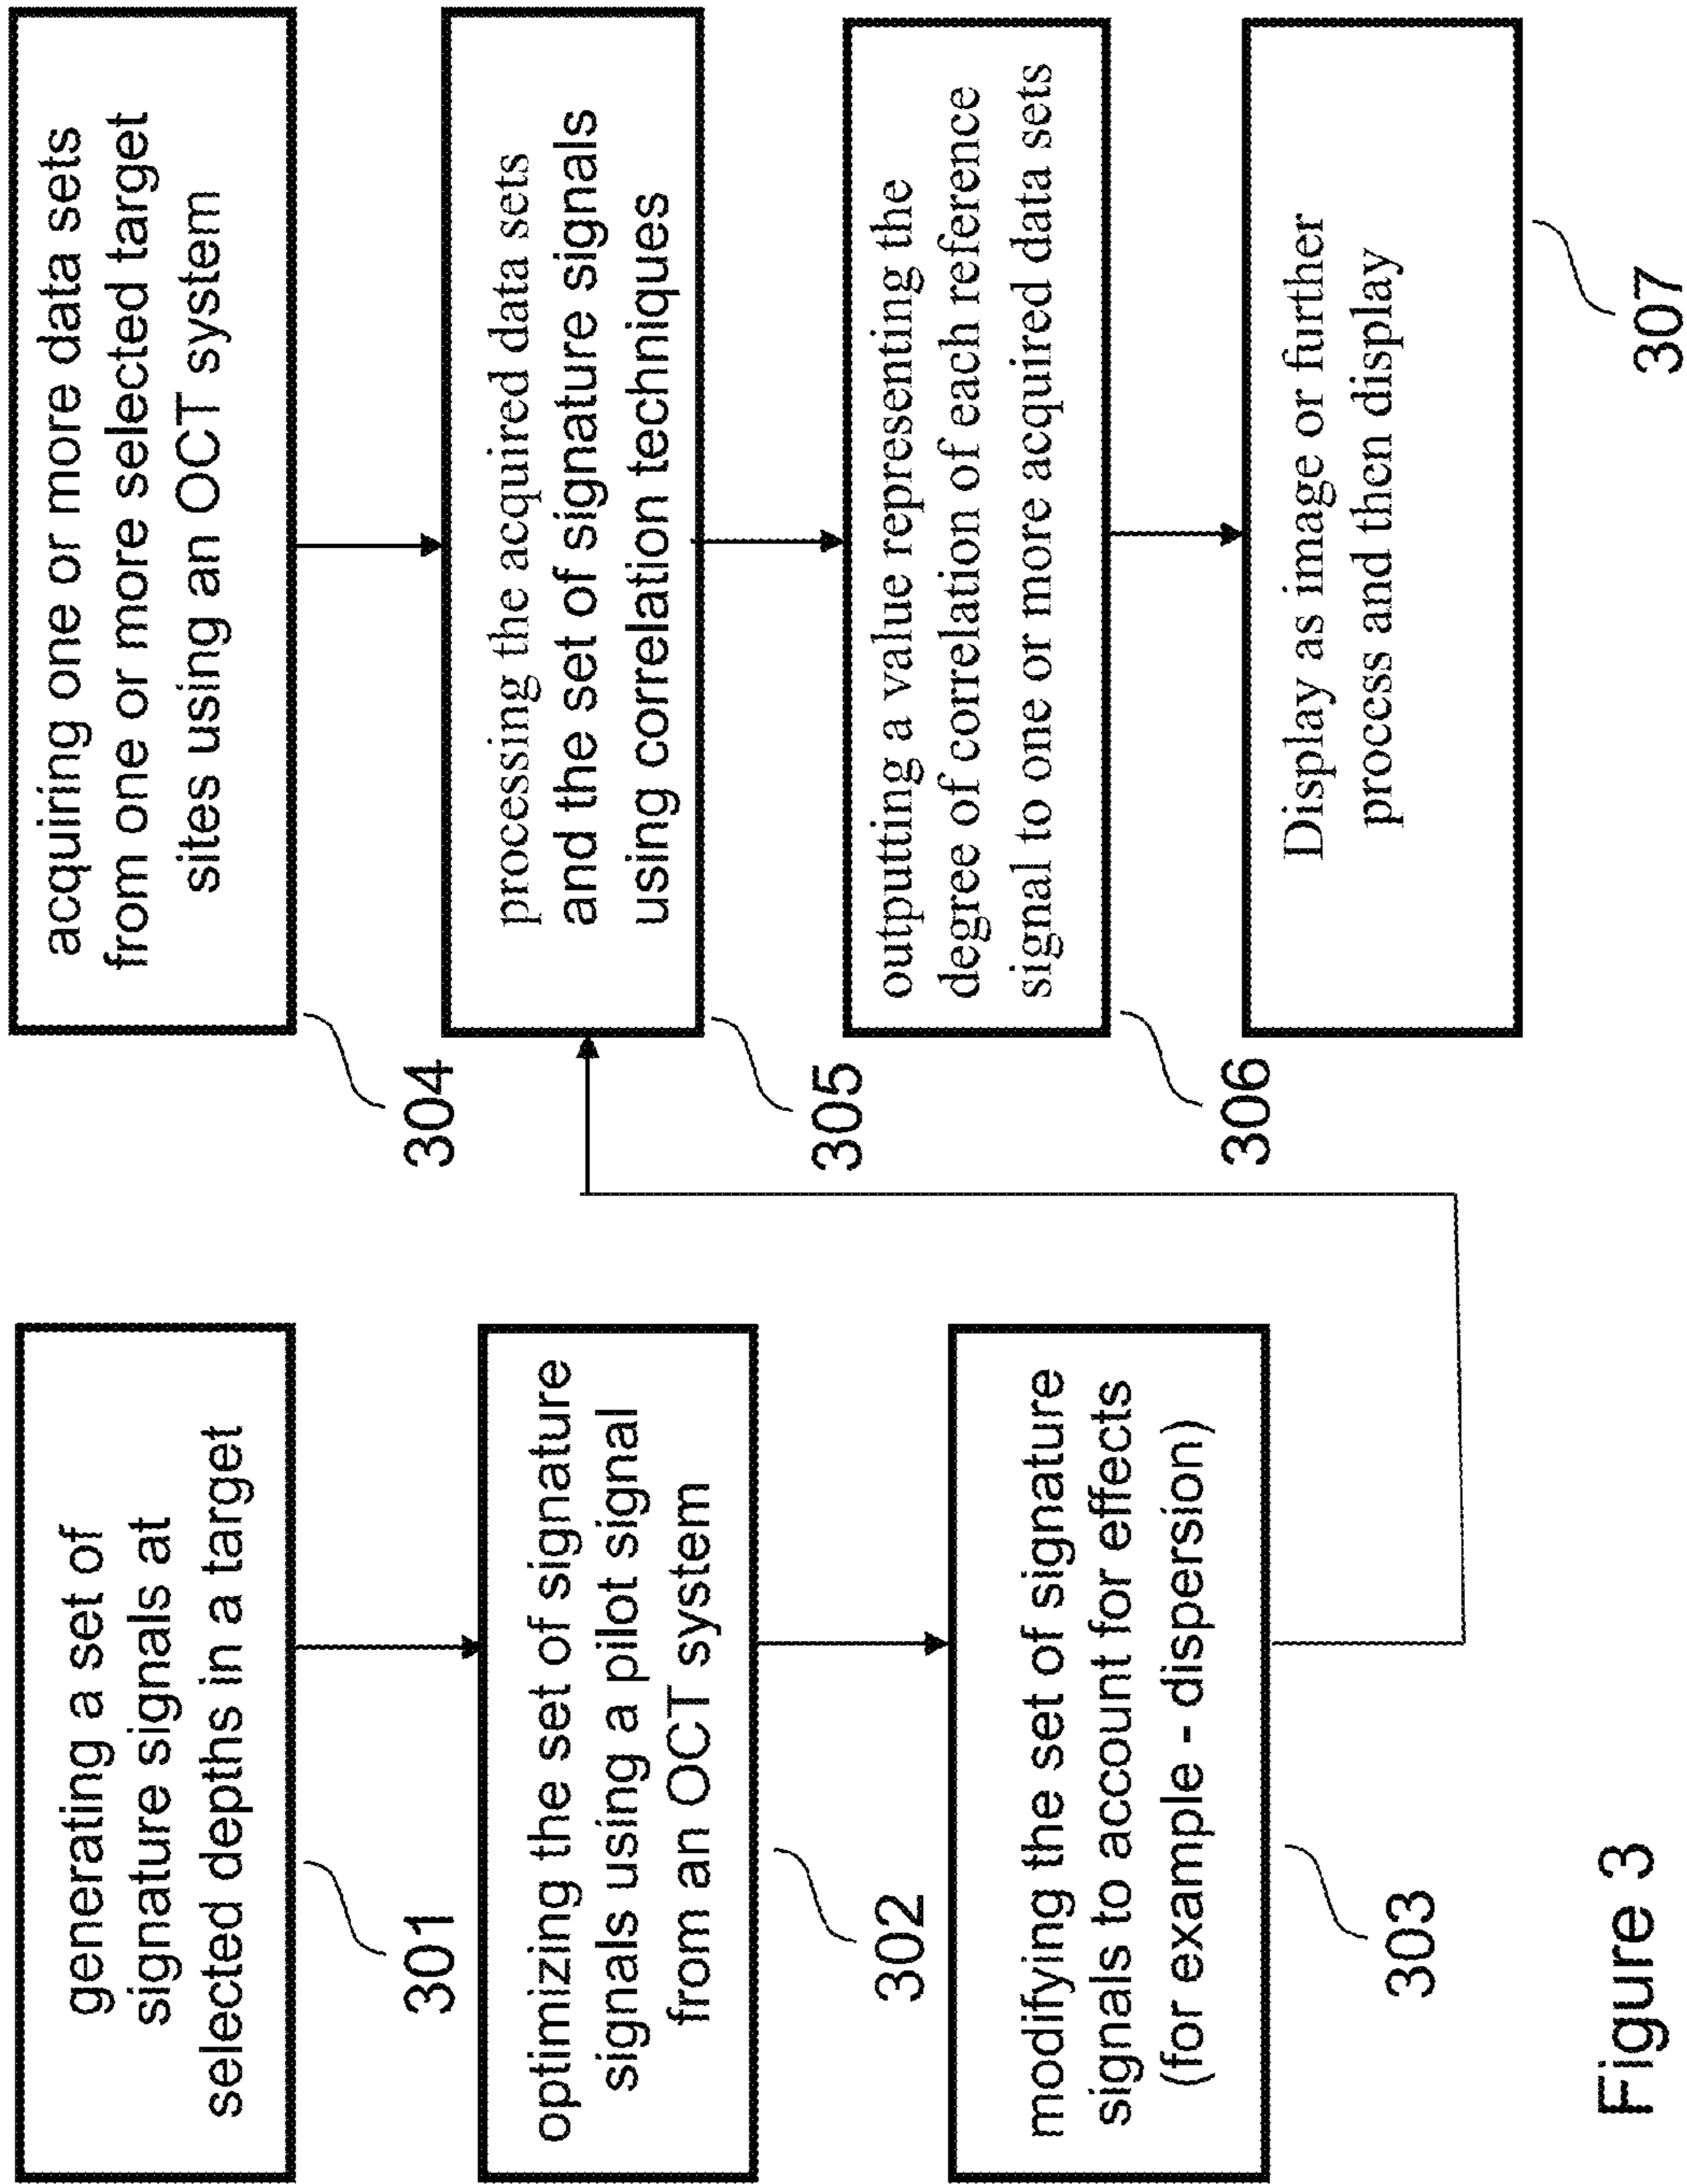 generating a set of
signature signals at
selected depths in a target
301
optimizing the set of signature
signals using a pilot signal
from an OCT system
302
modifying the set of signature
signals to account for effects
(for example - dispersion)
303
acquiring one or more data sets
from one or more selected target
sites using an OCT system
304
processing the acquired data sets
and the set of signature signals
using correlation techniques
305
outputting a value representing the
degree of correlation of each reference
signal to one or more acquired data sets
306
Display as image or further
process and then display
307
Figure 3